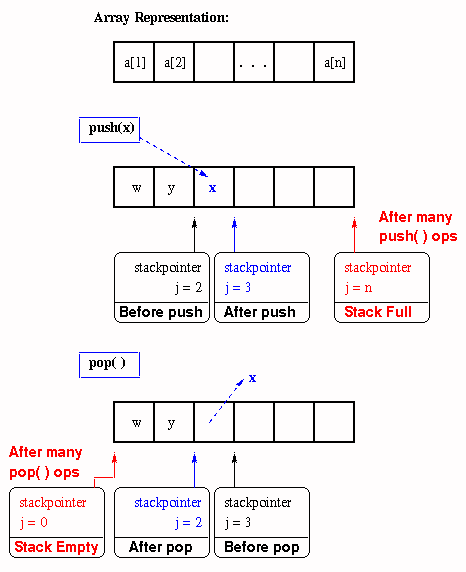 Array Representation:
a[1] a[2] . . . a[n]
push(x)
w y x
After many
push( ) ops
stackpointer
j = 2
Before push
stackpointer
j = 3
After push
stackpointer
j = n
Stack Full
pop( )
x
w y
After many
pop( ) ops
stackpointer
j = 0
Stack Empty
stackpointer
j = 2
After pop
stackpointer
j = 3
Before pop